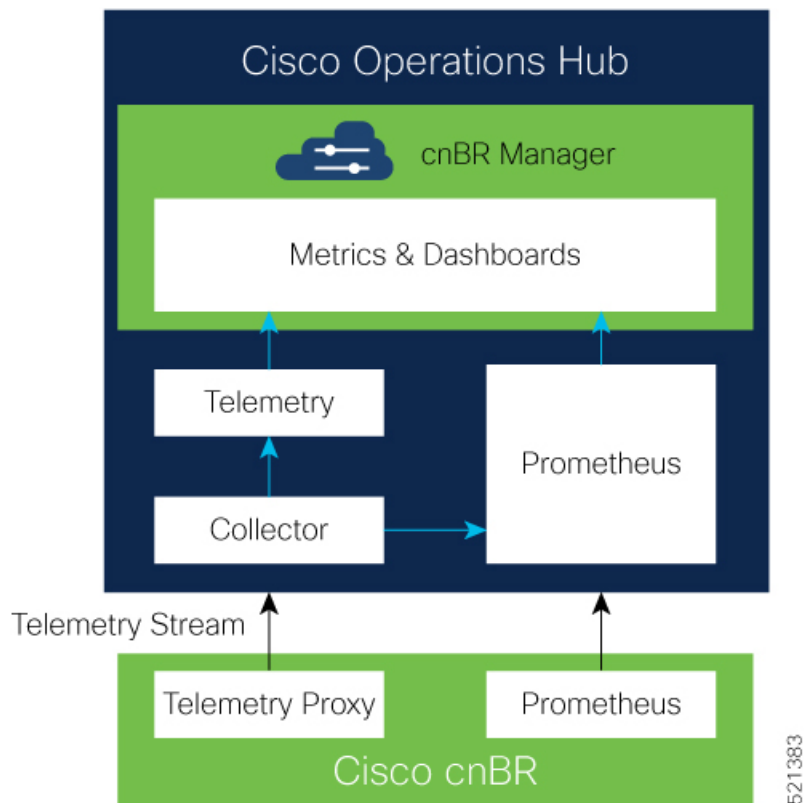 Cisco Operations Hub
cnBR Manager
Metrics & Dashboards
Telemetry
Prometheus
Collector
Telemetry Stream
Telemetry Proxy
Prometheus
Cisco cnBR
521383